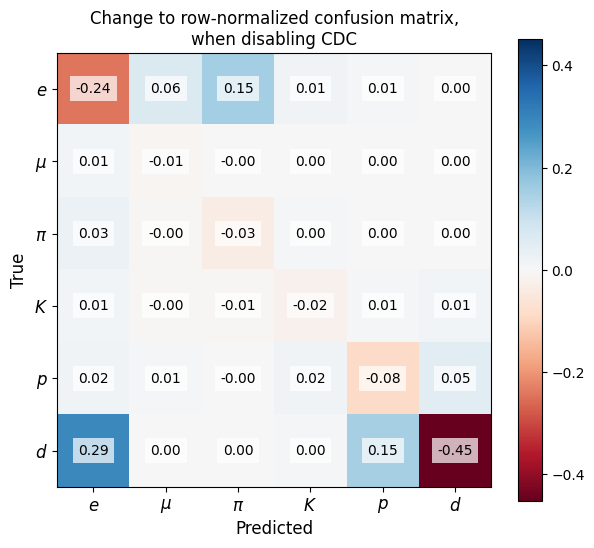 Change to row-normalized confusion matrix,
when disabling CDC
e -0.24 0.06 0.15 0.01 0.01 0.00
μ 0.01 -0.01 -0.00 0.00 0.00 0.00
π 0.03 -0.00 -0.03 0.00 0.00 0.00
K 0.01 -0.00 -0.01 -0.02 0.01 0.01
p 0.02 0.01 -0.00 0.02 -0.08 0.05
d 0.29 0.00 0.00 0.00 0.15 -0.45
e μ π K p d
Predicted
True
0.4
0.2
0.0
−0.2
−0.4